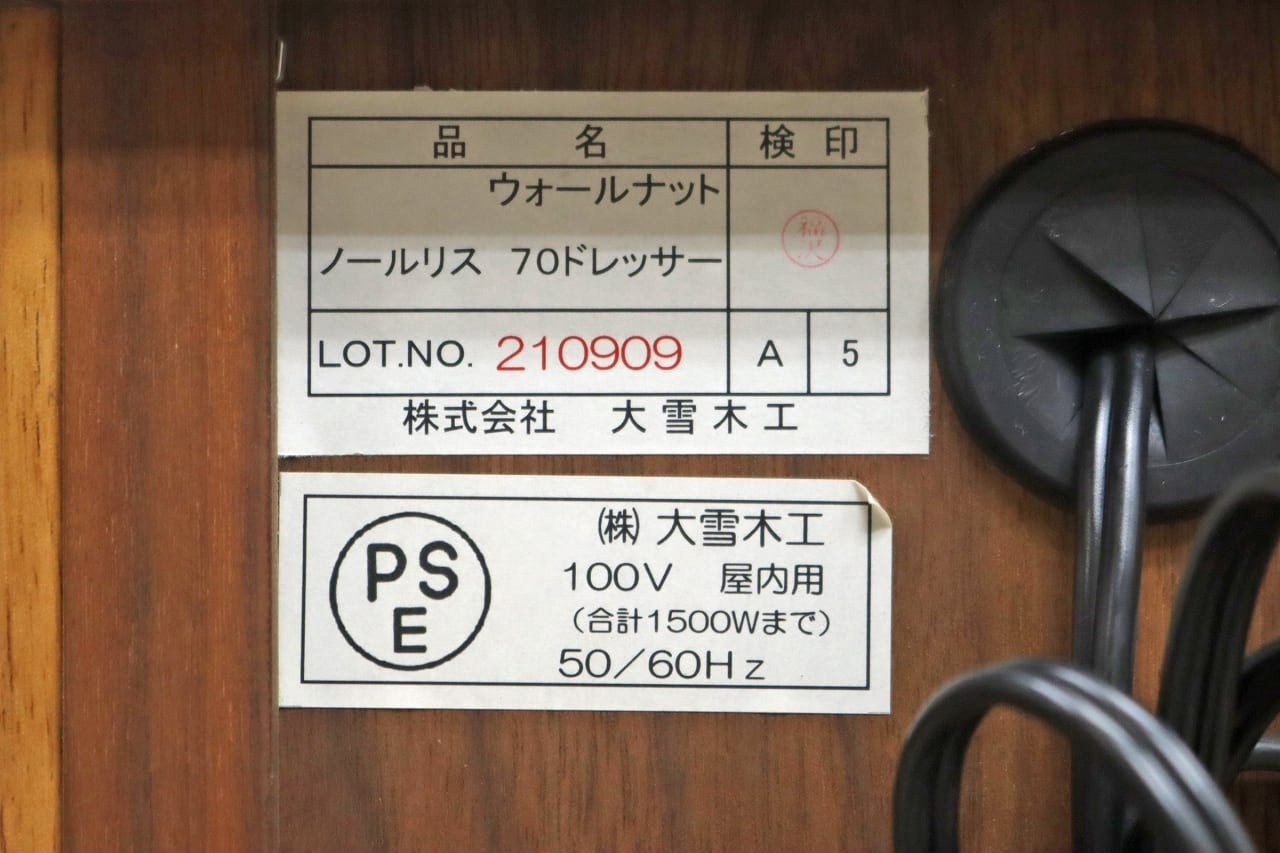 品 名 検 印
ウォールナット
ノールリス 70ドレッサー
LOT.NO. 210909 A 5
株式会社 大雪木工
PS
E
㈱大雪木工
100V 屋内用
(合計1500Wまで)
50/60Hz